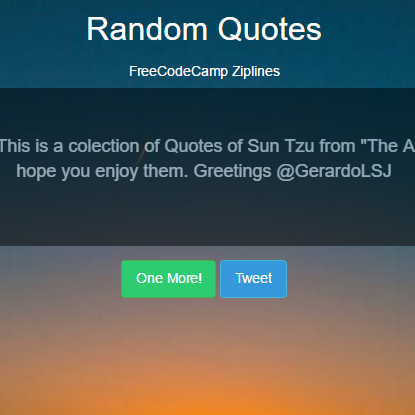 Random Quotes
FreeCodeCamp Ziplines
This is a colection of Quotes of Sun Tzu from "The A
hope you enjoy them. Greetings @GerardoLSJ
One More!
Tweet